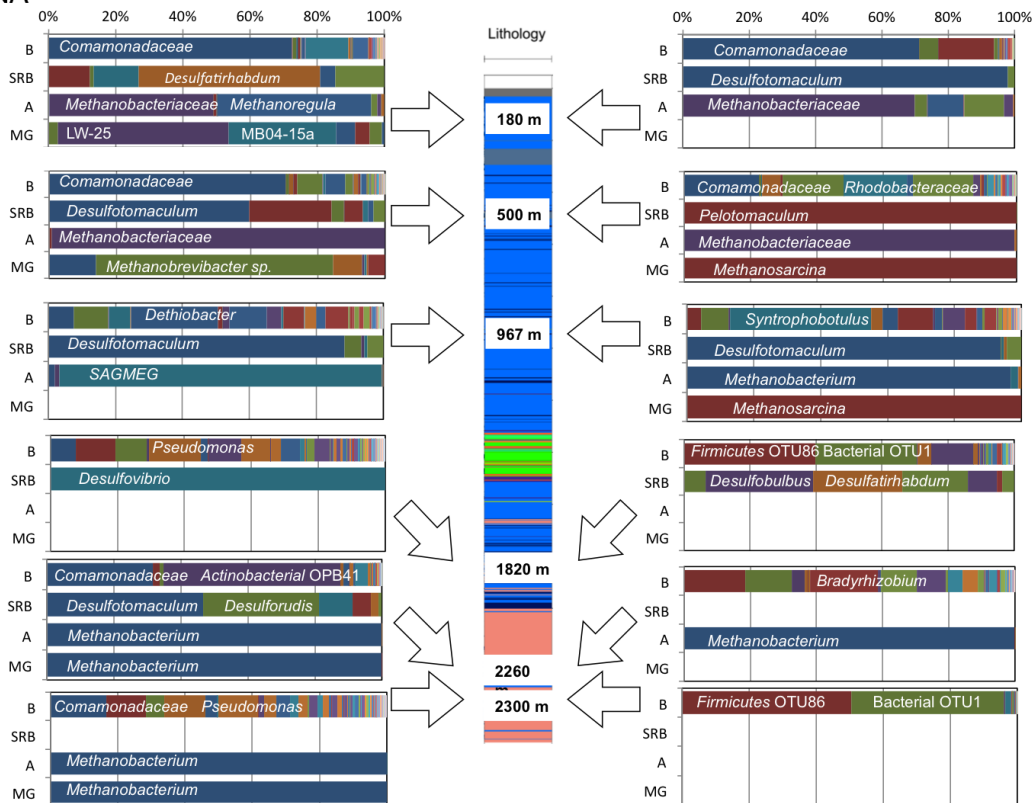 0% 20% 40% 60% 80% 100%
B Comamonadaceae
SRB Desulfatirhabdum
A Methanobacteriaceae Methanoregula
MG LW-25 MB04-15a
B Comamonadaceae
SRB Desulfotomaculum
A Methanobacteriaceae
MG Methanobrevibacter sp.
B Dethiobacter
SRB Desulfotomaculum
A SAGMEG
MG
B Pseudomonas
SRB Desulfovibrio
A
MG
B Comamonadaceae Actinobacterial OPB41
SRB Desulfotomaculum Desulforudis
A Methanobacterium
MG Methanobacterium
B Comamonadaceae Pseudomonas
SRB
A Methanobacterium
MG Methanobacterium
Lithology
180 m
500 m
967 m
1820 m
2260
2300 m
0% 20% 40% 60% 80% 100%
B Comamonadaceae
SRB Desulfotomaculum
A Methanobacteriaceae
MG
B Comamonadaceae Rhodobacteraceae
SRB Pelotomaculum
A Methanobacteriaceae
MG Methanosarcina
B Syntrophobotulus
SRB Desulfotomaculum
A Methanobacterium
MG Methanosarcina
B Firmicutes OTU86 Bacterial OTU1
SRB Desulfobulbus Desulfatirhabdum
A
MG
B Bradyrhizobium
SRB
A Methanobacterium
MG
B Firmicutes OTU86 Bacterial OTU1
SRB
A
MG